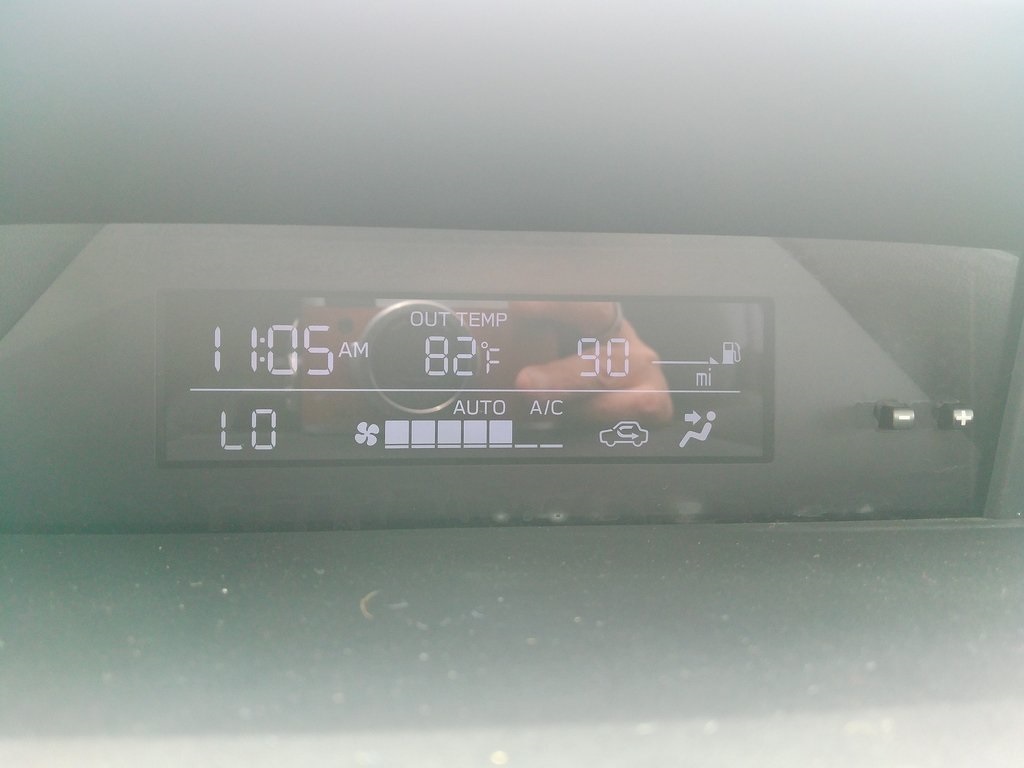 11:05 AM OUT TEMP 82°F 90 mi
LO AUTO A/C